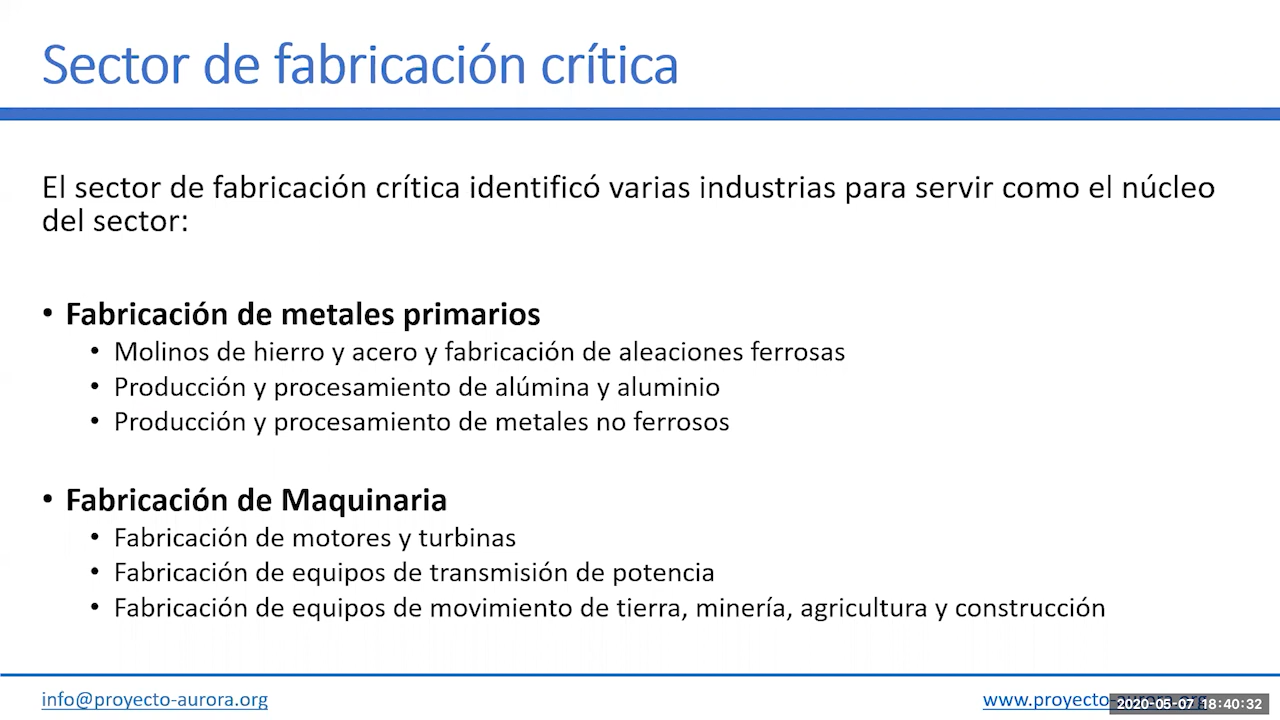 Sector de fabricación crítica
El sector de fabricación crítica identificó varias industrias para servir como el núcleo
del sector:
• Fabricación de metales primarios
• Molinos de hierro y acero y fabricación de aleaciones ferrosas
• Producción y procesamiento de alúmina y aluminio
• Producción y procesamiento de metales no ferrosos
• Fabricación de Maquinaria
• Fabricación de motores y turbinas
• Fabricación de equipos de transmisión de potencia
• Fabricación de equipos de movimiento de tierra, minería, agricultura y construcción
info@proyecto-aurora.org
www.proyecto-aurora.org
2020-05-07 18:40:32